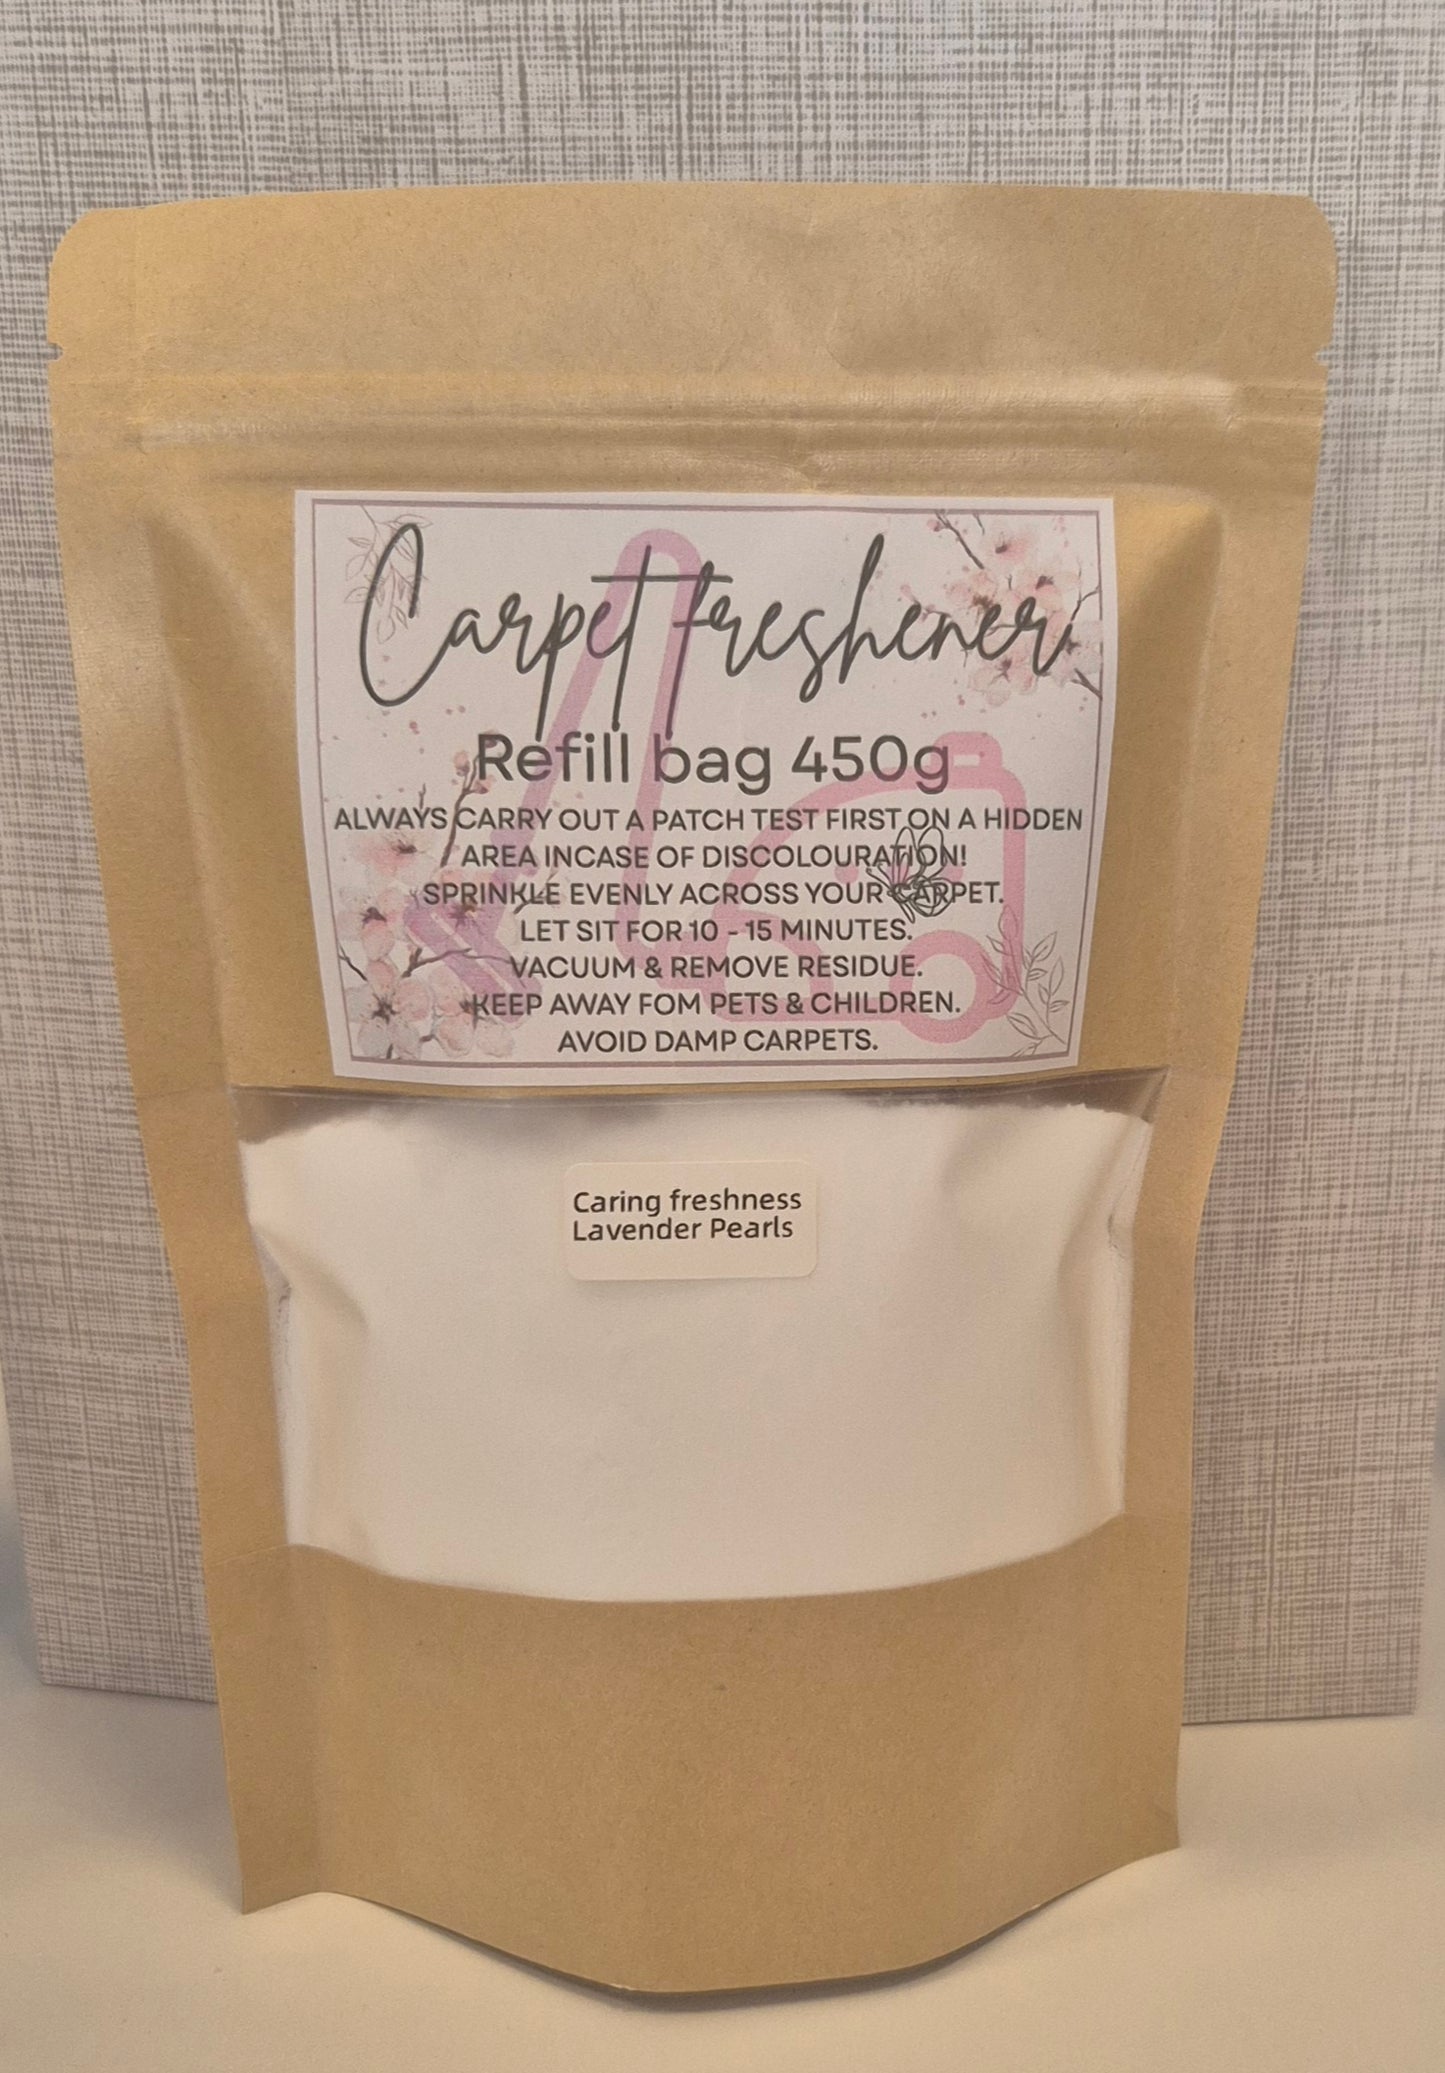 Carpet freshener
Refill bag 450g
ALWAYS CARRY OUT A PATCH TEST FIRST ON A HIDDEN
AREA INCASE OF DISCOLOURATION!
SPRINKLE EVENLY ACROSS YOUR CARPET.
LET SIT FOR 10 - 15 MINUTES.
VACUUM & REMOVE RESIDUE.
KEEP AWAY FOM PETS & CHILDREN.
AVOID DAMP CARPETS.
Caring freshness
Lavender Pearls